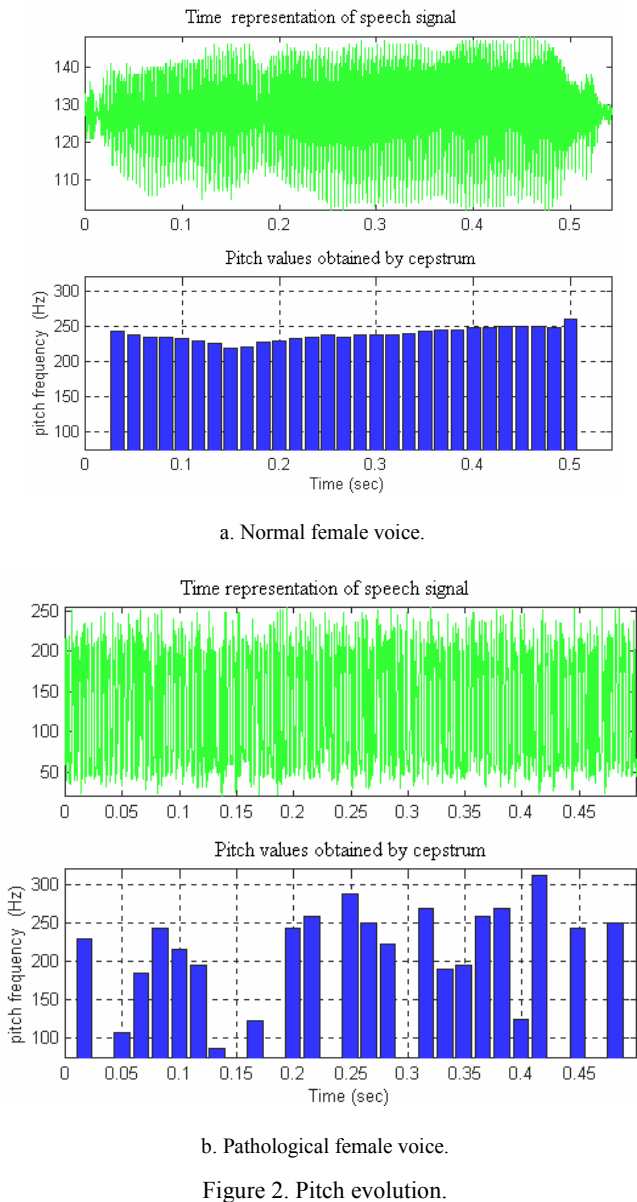 Time representation of speech signal
140
130
120
110
0 0.1 0.2 0.3 0.4 0.5
Pitch values obtained by cepstrum
pitch frequency (Hz)
300
250
200
150
100
0 0.1 0.2 0.3 0.4 0.5
Time (sec)
a. Normal female voice.
Time representation of speech signal
250
200
150
100
50
0 0.05 0.1 0.15 0.2 0.25 0.3 0.35 0.4 0.45
Pitch values obtained by cepstrum
pitch frequency (Hz)
300
250
200
150
100
0 0.05 0.1 0.15 0.2 0.25 0.3 0.35 0.4 0.45
Time (sec)
b. Pathological female voice.
Figure 2. Pitch evolution.